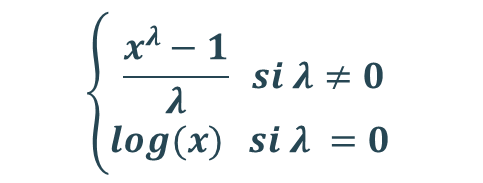 x^λ − 1
λ
si λ ≠ 0
log(x) si λ = 0